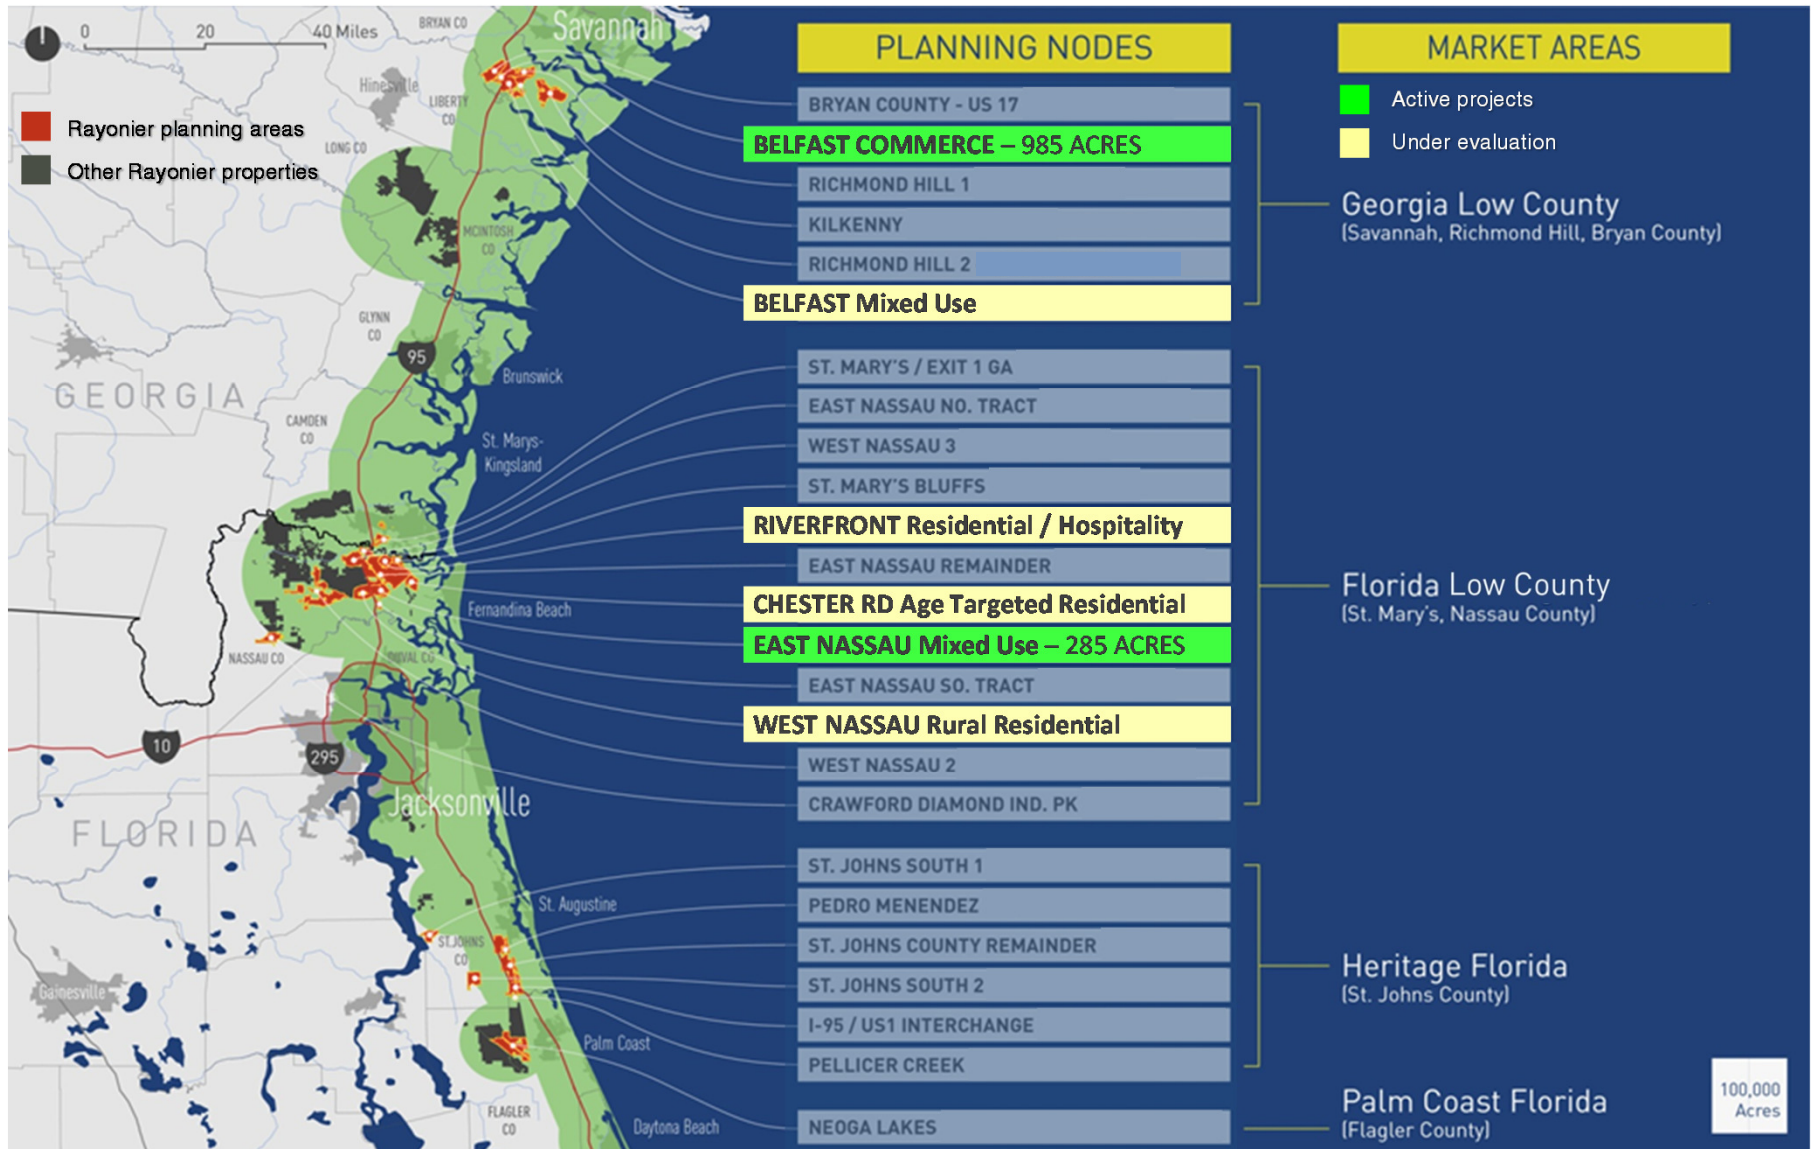 0 20 40 Miles
Rayonier planning areas
Other Rayonier properties
BRYAN CO
Savannah
Hinesville
LIBERTY
CO
LONG CO
MCINTOSH
CO
GLYNN
CO
95
Brunswick
GEORGIA
CAMDEN
CO
St. Marys-
Kingsland
Fernandina Beach
NASSAU CO
DUVAL CO
10
295
Jacksonville
FLORIDA
St. Augustine
ST.JOHNS
CO
Gainesville
Palm Coast
FLAGLER
CO
Daytona Beach
PLANNING NODES
BRYAN COUNTY - US 17
BELFAST COMMERCE – 985 ACRES
RICHMOND HILL 1
KILKENNY
RICHMOND HILL 2
BELFAST Mixed Use
ST. MARY'S / EXIT 1 GA
EAST NASSAU NO. TRACT
WEST NASSAU 3
ST. MARY'S BLUFFS
RIVERFRONT Residential / Hospitality
EAST NASSAU REMAINDER
CHESTER RD Age Targeted Residential
EAST NASSAU Mixed Use – 285 ACRES
EAST NASSAU SO. TRACT
WEST NASSAU Rural Residential
WEST NASSAU 2
CRAWFORD DIAMOND IND. PK
ST. JOHNS SOUTH 1
PEDRO MENENDEZ
ST. JOHNS COUNTY REMAINDER
ST. JOHNS SOUTH 2
I-95 / US1 INTERCHANGE
PELLICER CREEK
NEOGA LAKES
MARKET AREAS
Active projects
Under evaluation
Georgia Low County
(Savannah, Richmond Hill, Bryan County)
Florida Low County
(St. Mary's, Nassau County)
Heritage Florida
(St. Johns County)
Palm Coast Florida
(Flagler County)
100,000
Acres